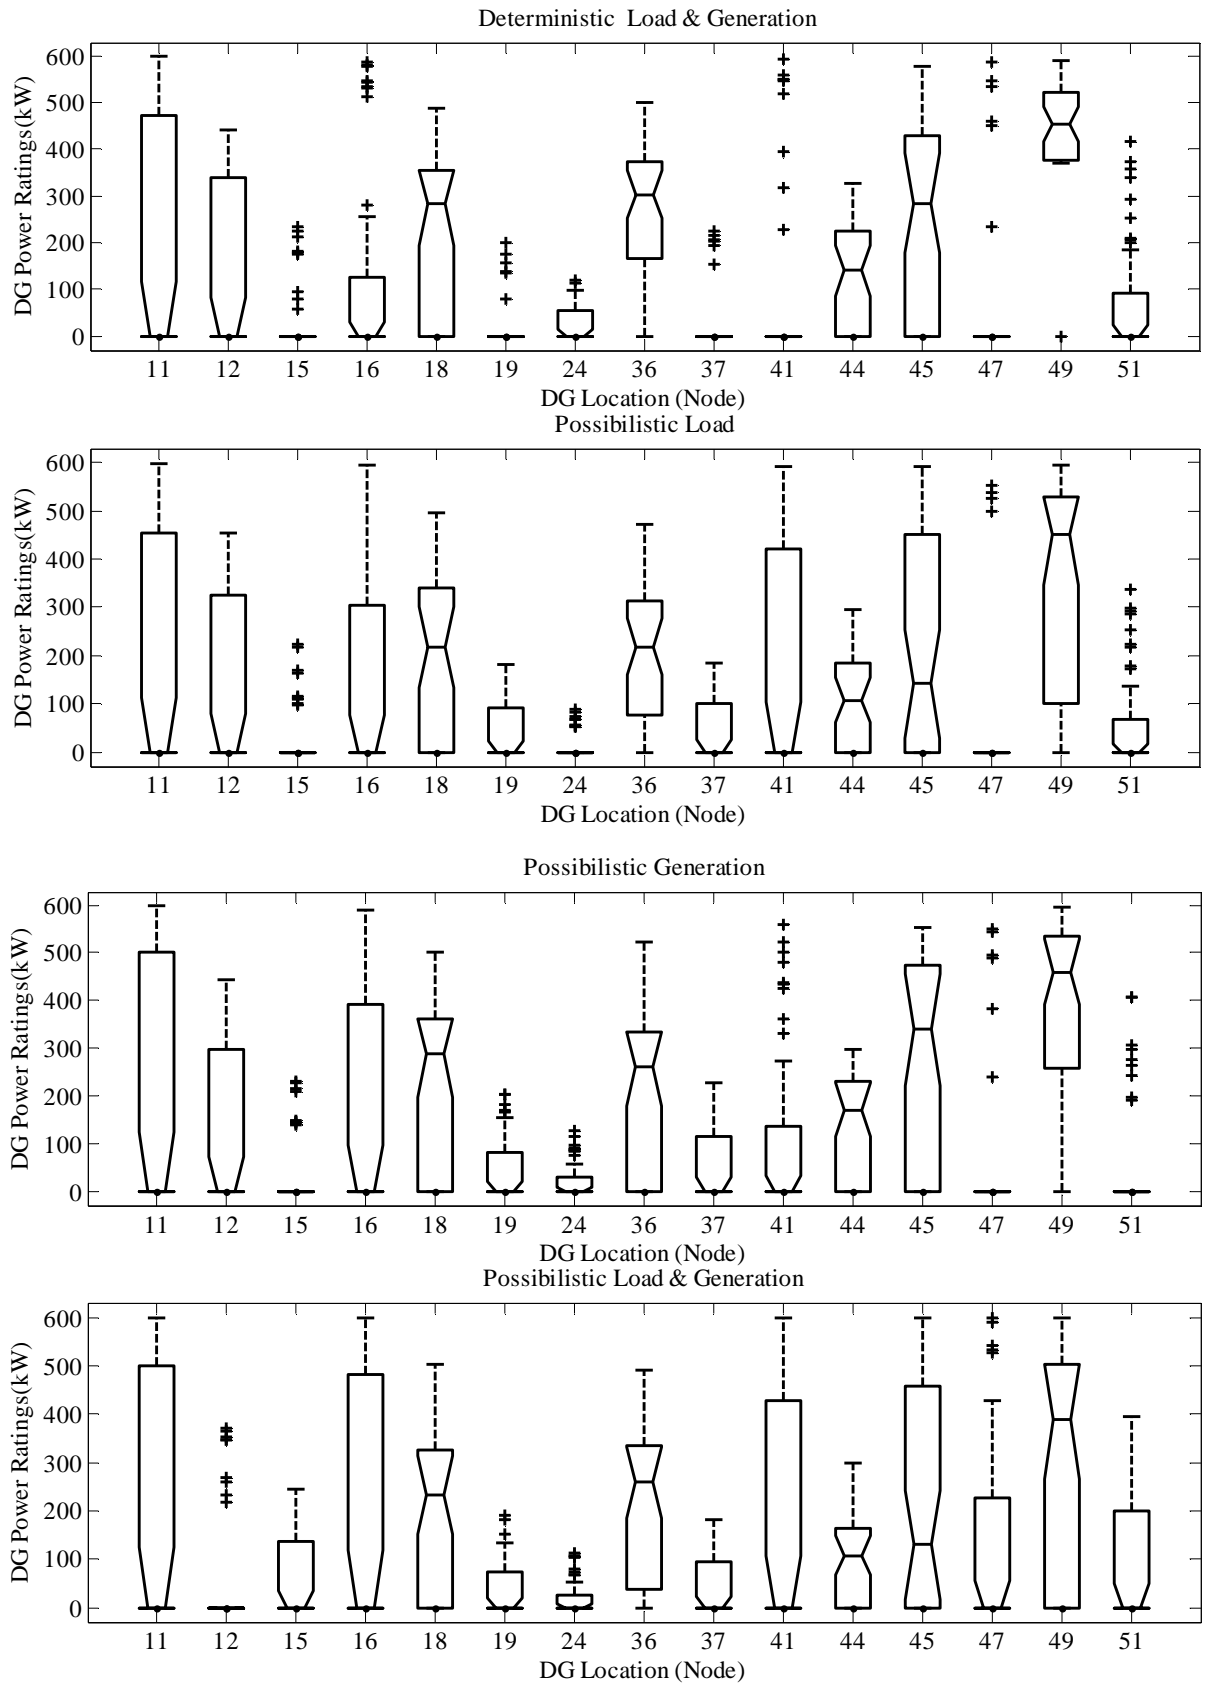 Deterministic Load & Generation
DG Power Ratings(kW)
600
500
400
300
200
100
0
11 12 15 16 18 19 24 36 37 41 44 45 47 49 51
DG Location (Node)
Possibilistic Load
DG Power Ratings(kW)
600
500
400
300
200
100
0
11 12 15 16 18 19 24 36 37 41 44 45 47 49 51
DG Location (Node)
Possibilistic Generation
DG Power Ratings(kW)
600
500
400
300
200
100
0
11 12 15 16 18 19 24 36 37 41 44 45 47 49 51
DG Location (Node)
Possibilistic Load & Generation
DG Power Ratings(kW)
600
500
400
300
200
100
0
11 12 15 16 18 19 24 36 37 41 44 45 47 49 51
DG Location (Node)